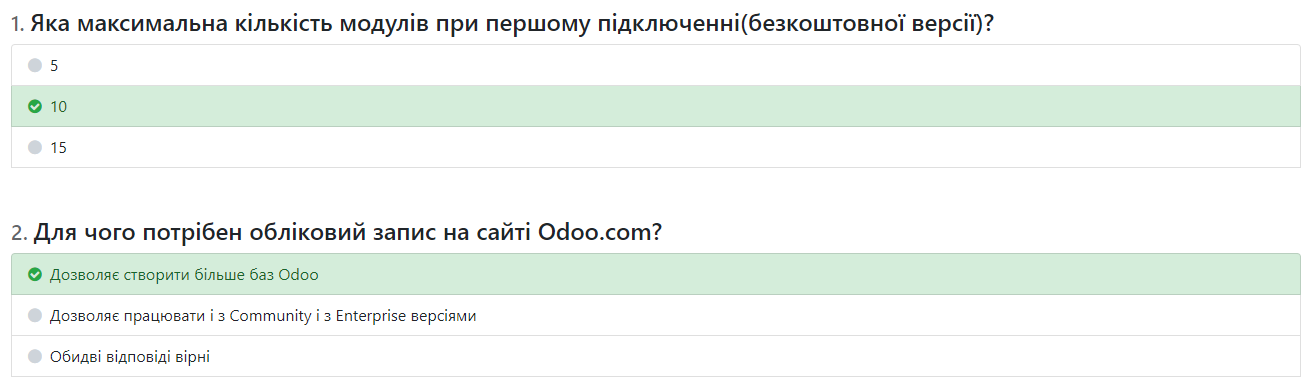 1. Яка максимальна кількість модулів при першому підключенні(безкоштовної версії)?
5
10
15
2. Для чого потрібен обліковий запис на сайті Odoo.com?
Дозволяє створити більше баз Odoo
Дозволяє працювати і з Community і з Enterprise версіями
Обидві відповіді вірні